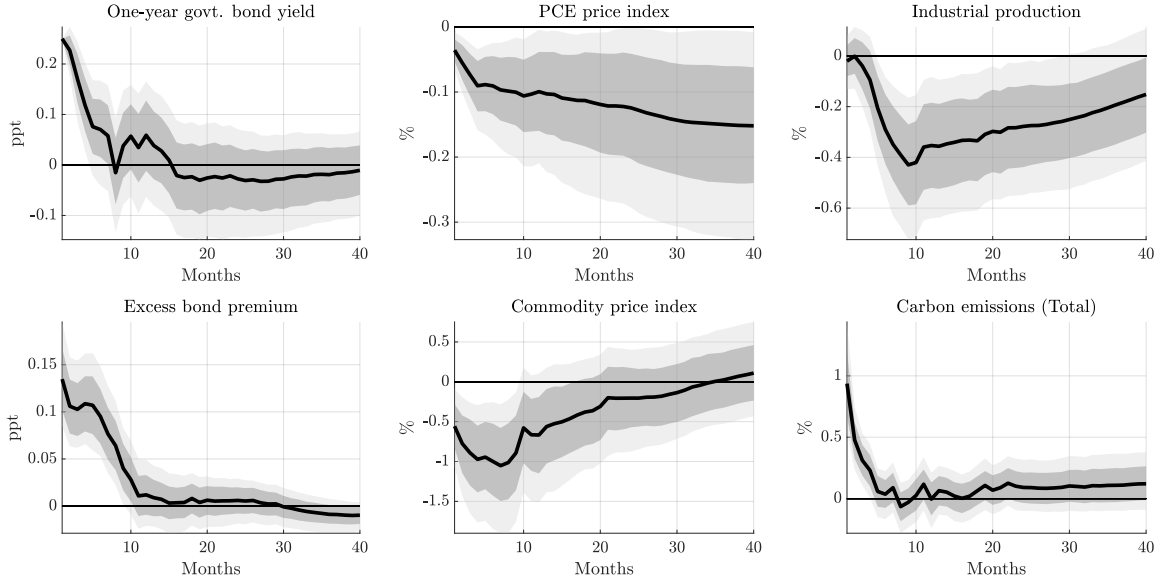 One-year govt. bond yield
ppt
0.2
0.1
0
-0.1
10 20 30 40
Months
PCE price index
%
0
-0.1
-0.2
-0.3
10 20 30 40
Months
Industrial production
%
0
-0.2
-0.4
-0.6
10 20 30 40
Months
Excess bond premium
ppt
0.15
0.1
0.05
0
10 20 30 40
Months
Commodity price index
%
0.5
0
-0.5
-1
-1.5
10 20 30 40
Months
Carbon emissions (Total)
%
1
0.5
0
10 20 30 40
Months